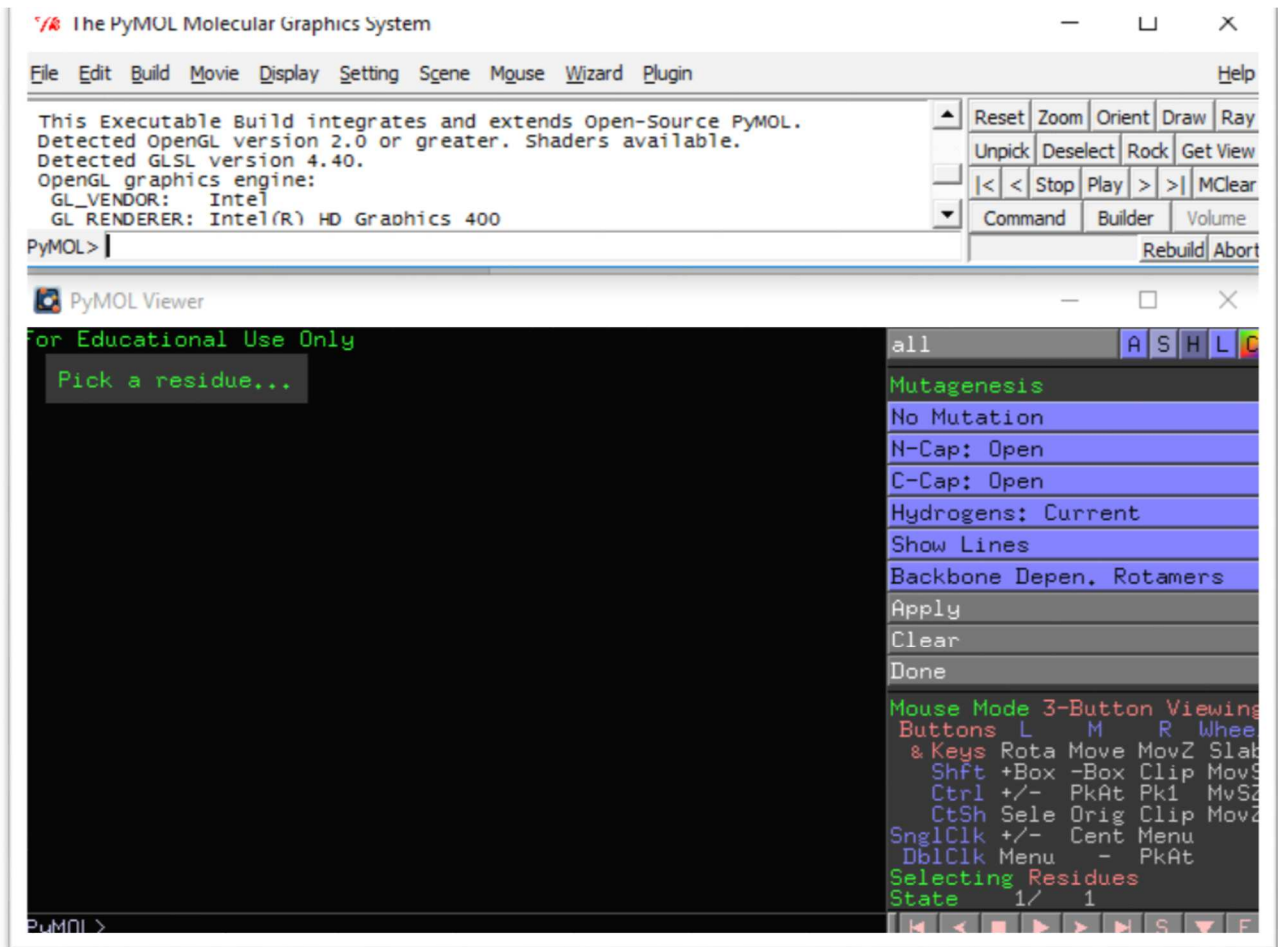 The PyMOL Molecular Graphics System
File Edit Build Movie Display Setting Scene Mouse Wizard Plugin Help
This Executable Build integrates and extends Open-Source PyMOL.
Detected OpenGL version 2.0 or greater. Shaders available.
Detected GLSL version 4.40.
OpenGL graphics engine:
GL_VENDOR: Intel
GL RENDERER: Intel(R) HD Graphics 400
PyMOL>
Reset Zoom Orient Draw Ray
Unpick Deselect Rock Get View
|< < Stop Play > >| MClear
Command Builder Volume
Rebuild Abort
PyMOL Viewer
For Educational Use Only
Pick a residue...
all A S H L C
Mutagenesis
No Mutation
N-Cap: Open
C-Cap: Open
Hydrogens: Current
Show Lines
Backbone Depen. Rotamers
Apply
Clear
Done
Mouse Mode 3-Button Viewing
Buttons L M R Whee
& Keys Rota Move MovZ Slab
Shft +Box -Box Clip MovS
Ctrl +/- PkAt Pk1 MvSZ
CtSh Sele Orig Clip MovZ
SnglClk +/- Cent Menu
DblClk Menu - PkAt
Selecting Residues
State 1/ 1
PyMOL>
S F